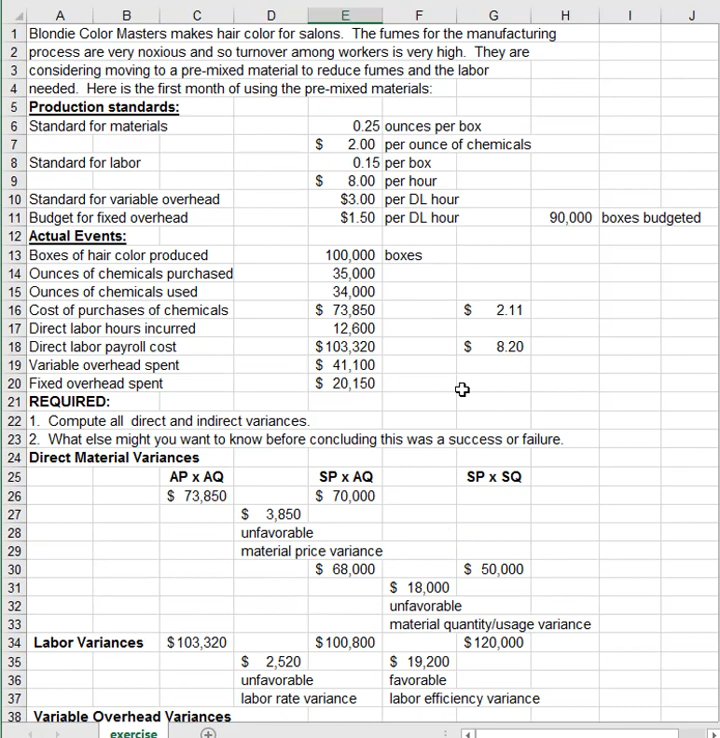 A B C D E F G H I J
1 Blondie Color Masters makes hair color for salons. The fumes for the manufacturing
2 process are very noxious and so turnover among workers is very high. They are
3 considering moving to a pre-mixed material to reduce fumes and the labor
4 needed. Here is the first month of using the pre-mixed materials:
5 Production standards:
6 Standard for materials 0.25 ounces per box
7 $ 2.00 per ounce of chemicals
8 Standard for labor 0.15 per box
9 $ 8.00 per hour
10 Standard for variable overhead $3.00 per DL hour
11 Budget for fixed overhead $1.50 per DL hour 90,000 boxes budgeted
12 Actual Events:
13 Boxes of hair color produced 100,000 boxes
14 Ounces of chemicals purchased 35,000
15 Ounces of chemicals used 34,000
16 Cost of purchases of chemicals $ 73,850 $ 2.11
17 Direct labor hours incurred 12,600
18 Direct labor payroll cost $103,320 $ 8.20
19 Variable overhead spent $ 41,100
20 Fixed overhead spent $ 20,150
21 REQUIRED:
22 1. Compute all direct and indirect variances.
23 2. What else might you want to know before concluding this was a success or failure.
24 Direct Material Variances
25 AP x AQ SP x AQ SP x SQ
26 $ 73,850 $ 70,000
27 $ 3,850
28 unfavorable
29 material price variance
30 $ 68,000 $ 50,000
31 $ 18,000
32 unfavorable
33 material quantity/usage variance
34 Labor Variances $103,320 $100,800 $120,000
35 $ 2,520 $ 19,200
36 unfavorable favorable
37 labor rate variance labor efficiency variance
38 Variable Overhead Variances
exercise